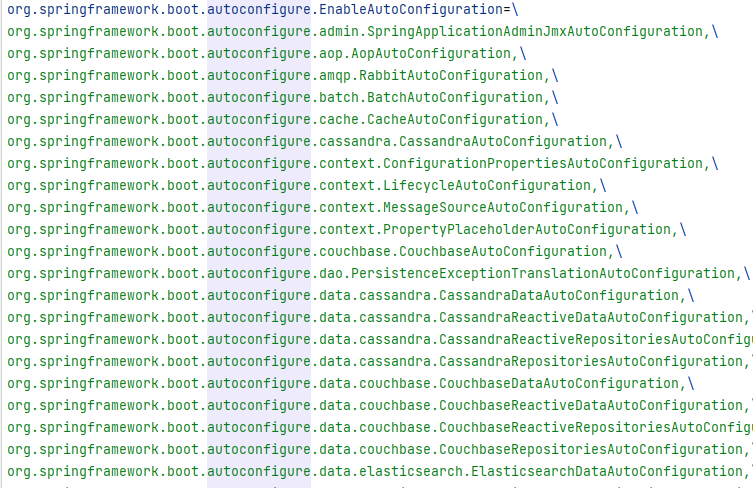 org.springframework.boot.autoconfigure.EnableAutoConfiguration=\
org.springframework.boot.autoconfigure.admin.SpringApplicationAdminJmxAutoConfiguration,\
org.springframework.boot.autoconfigure.aop.AopAutoConfiguration,\
org.springframework.boot.autoconfigure.amqp.RabbitAutoConfiguration,\
org.springframework.boot.autoconfigure.batch.BatchAutoConfiguration,\
org.springframework.boot.autoconfigure.cache.CacheAutoConfiguration,\
org.springframework.boot.autoconfigure.cassandra.CassandraAutoConfiguration,\
org.springframework.boot.autoconfigure.context.ConfigurationPropertiesAutoConfiguration,\
org.springframework.boot.autoconfigure.context.LifecycleAutoConfiguration,\
org.springframework.boot.autoconfigure.context.MessageSourceAutoConfiguration,\
org.springframework.boot.autoconfigure.context.PropertyPlaceholderAutoConfiguration,\
org.springframework.boot.autoconfigure.couchbase.CouchbaseAutoConfiguration,\
org.springframework.boot.autoconfigure.dao.PersistenceExceptionTranslationAutoConfiguration,\
org.springframework.boot.autoconfigure.data.cassandra.CassandraDataAutoConfiguration,\
org.springframework.boot.autoconfigure.data.cassandra.CassandraReactiveDataAutoConfiguration,\
org.springframework.boot.autoconfigure.data.cassandra.CassandraReactiveRepositoriesAutoConfigu
org.springframework.boot.autoconfigure.data.cassandra.CassandraRepositoriesAutoConfiguration,\
org.springframework.boot.autoconfigure.data.couchbase.CouchbaseDataAutoConfiguration,\
org.springframework.boot.autoconfigure.data.couchbase.CouchbaseReactiveDataAutoConfiguration,\
org.springframework.boot.autoconfigure.data.couchbase.CouchbaseReactiveRepositoriesAutoConfigu
org.springframework.boot.autoconfigure.data.couchbase.CouchbaseRepositoriesAutoConfiguration,\
org.springframework.boot.autoconfigure.data.elasticsearch.ElasticsearchDataAutoConfiguration,\